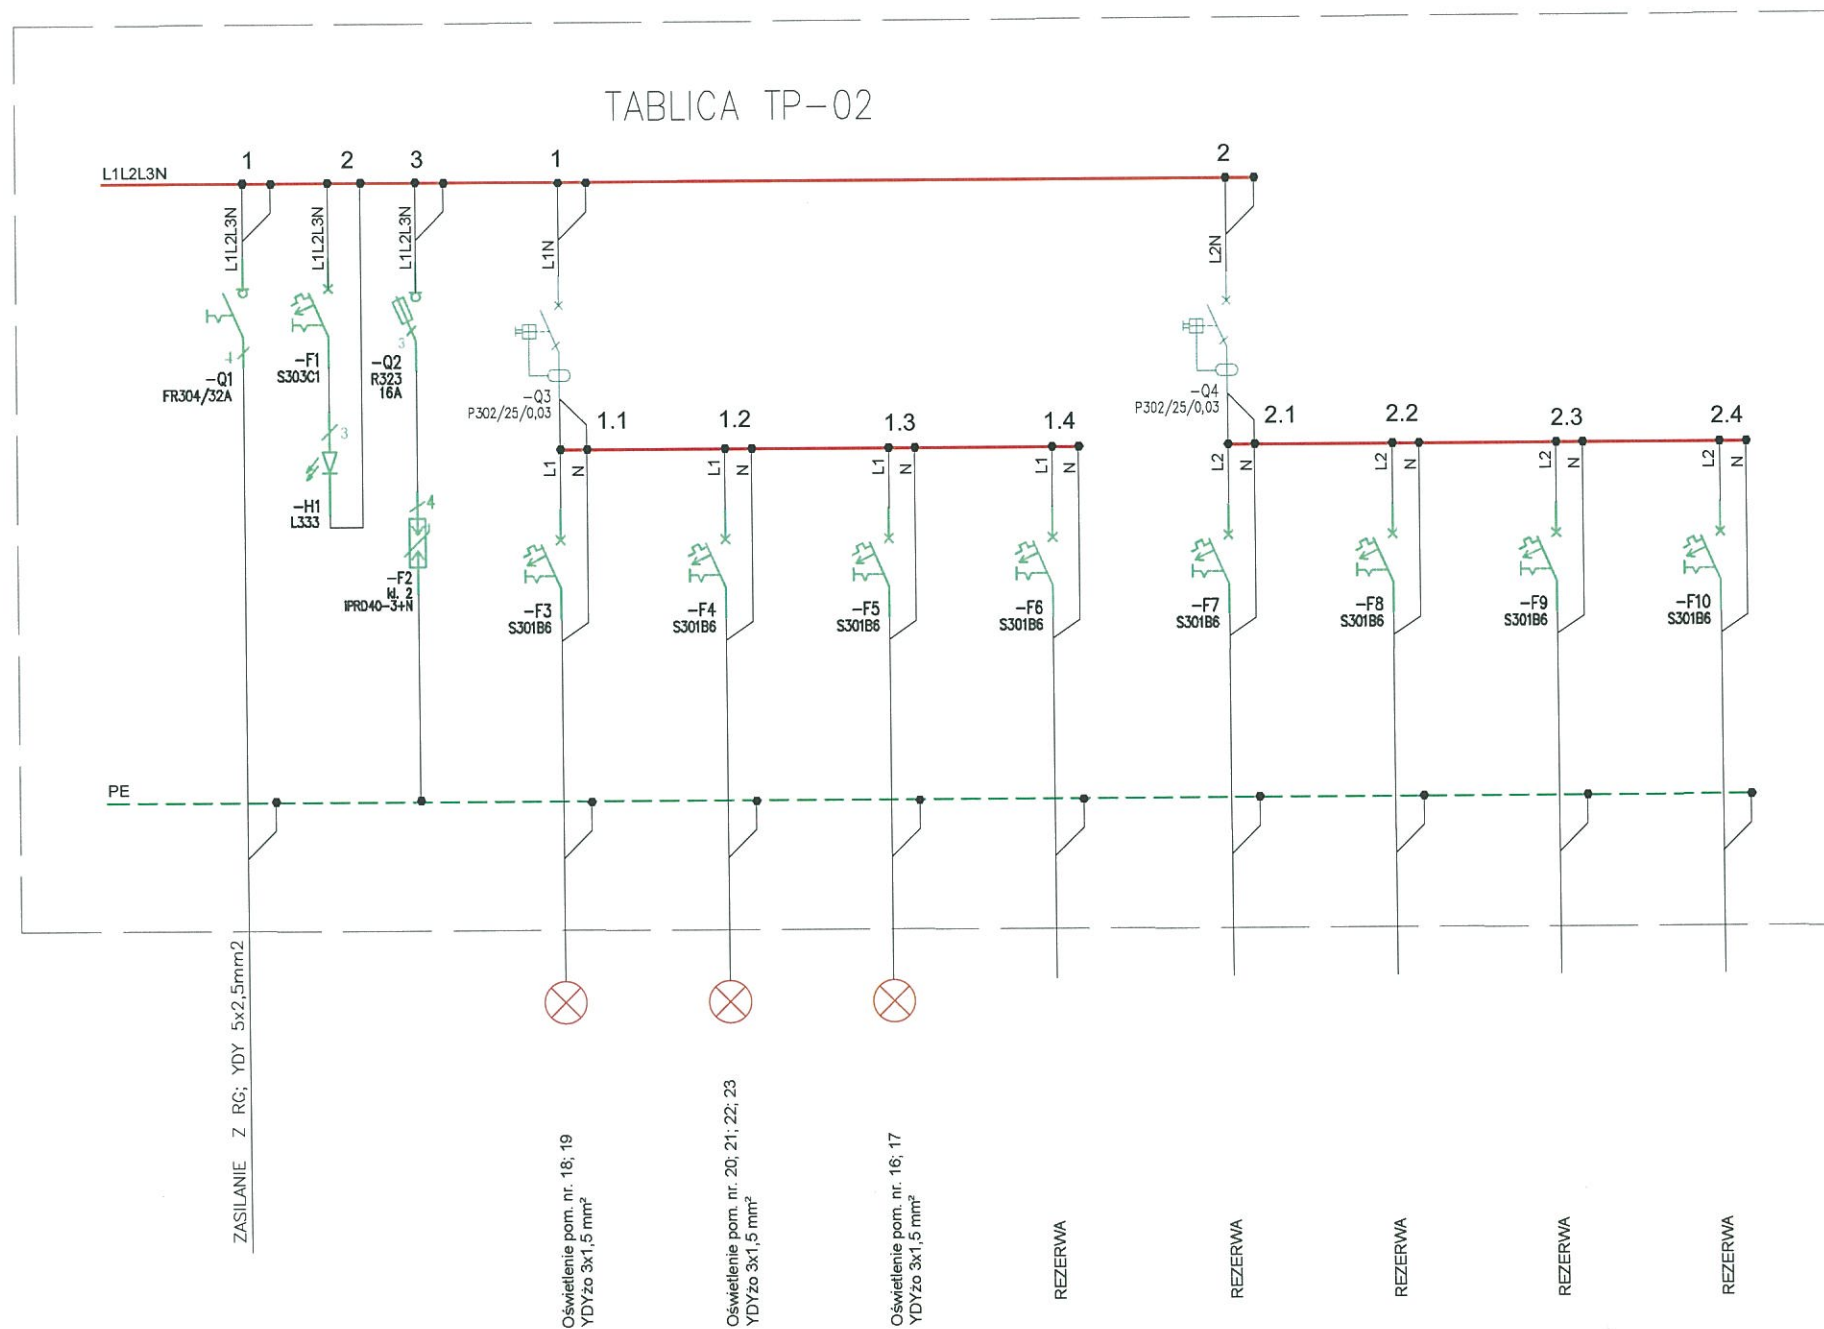 TABLICA TP-02
L1L2L3N
1
2
3
1
2
L1L2L3N
L1L2L3N
L1L2L3N
L1N
L2N
4
-Q1
FR304/32A
-F1
S303C1
3
-H1
L333
3
-Q2
R323
16A
4
-F2
kl. 2
iPRD40-3+N
-Q3
P302/25/0,03
-Q4
P302/25/0,03
1.1
1.2
1.3
1.4
2.1
2.2
2.3
2.4
L1
N
L1
N
L1
N
L1
N
L2
N
L2
N
L2
N
L2
N
-F3
S301B6
-F4
S301B6
-F5
S301B6
-F6
S301B6
-F7
S301B6
-F8
S301B6
-F9
S301B6
-F10
S301B6
PE
ZASILANIE Z RG; YDY 5x2,5mm2
Oświetlenie pom. nr. 18; 19
YDYżo 3x1,5 mm²
Oświetlenie pom. nr. 20; 21; 22; 23
YDYżo 3x1,5 mm²
Oświetlenie pom. nr. 16; 17
YDYżo 3x1,5 mm²
REZERWA
REZERWA
REZERWA
REZERWA
REZERWA